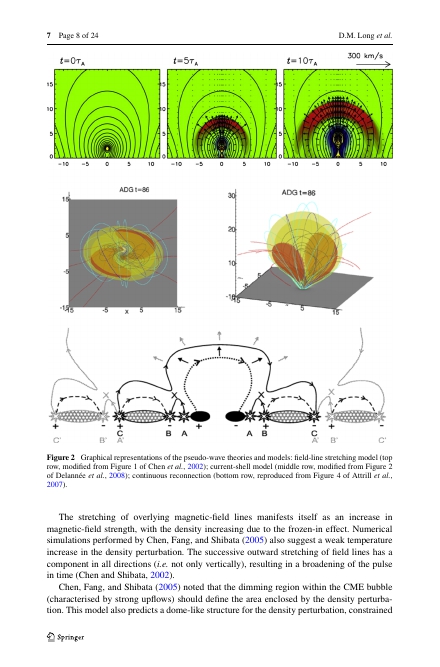 7 Page 8 of 24 D.M. Long et al.
t=0τA t=5τA t=10τA 300 km/s
15 15 15
10 10 10
5 5 5
0 0 0
-10 -5 0 5 10 -10 -5 0 5 10 -10 -5 0 5 10
ADG t=86 ADG t=86
15 30
5 20
-5 10
-15 -5 x 5 15
C' B' C A' B A + - A B C A' B' C'
Figure 2 Graphical representations of the pseudo-wave theories and models: field-line stretching model (top
row, modified from Figure 1 of Chen et al., 2002); current-shell model (middle row, modified from Figure 2
of Delannée et al., 2008); continuous reconnection (bottom row, reproduced from Figure 4 of Attrill et al.,
2007).
The stretching of overlying magnetic-field lines manifests itself as an increase in
magnetic-field strength, with the density increasing due to the frozen-in effect. Numerical
simulations performed by Chen, Fang, and Shibata (2005) also suggest a weak temperature
increase in the density perturbation. The successive outward stretching of field lines has a
component in all directions (i.e. not only vertically), resulting in a broadening of the pulse
in time (Chen and Shibata, 2002).
Chen, Fang, and Shibata (2005) noted that the dimming region within the CME bubble
(characterised by strong upflows) should define the area enclosed by the density perturba-
tion. This model also predicts a dome-like structure for the density perturbation, constrained
Springer